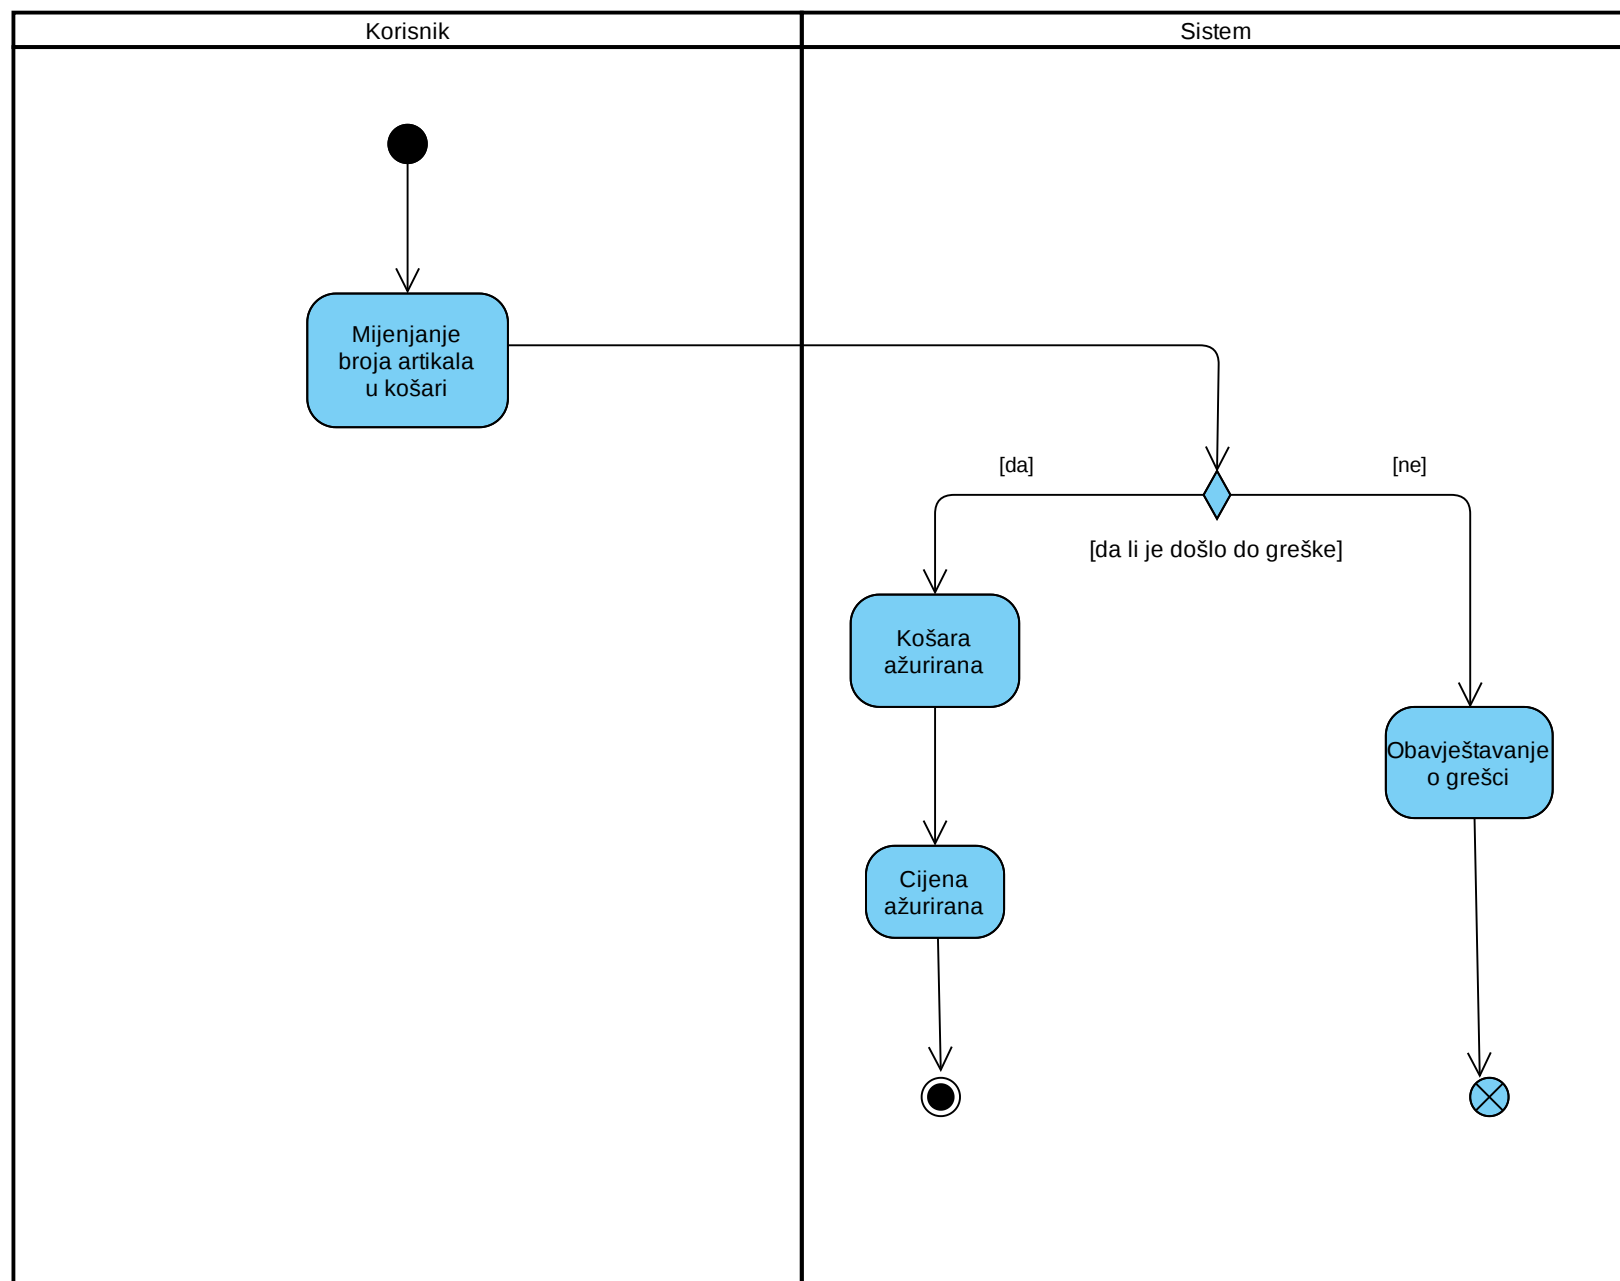 Korisnik
Sistem
Mijenjanje
broja artikala
u košari
[da]
[ne]
[da li je došlo do greške]
Košara
ažurirana
Obavještavanje
o grešci
Cijena
ažurirana